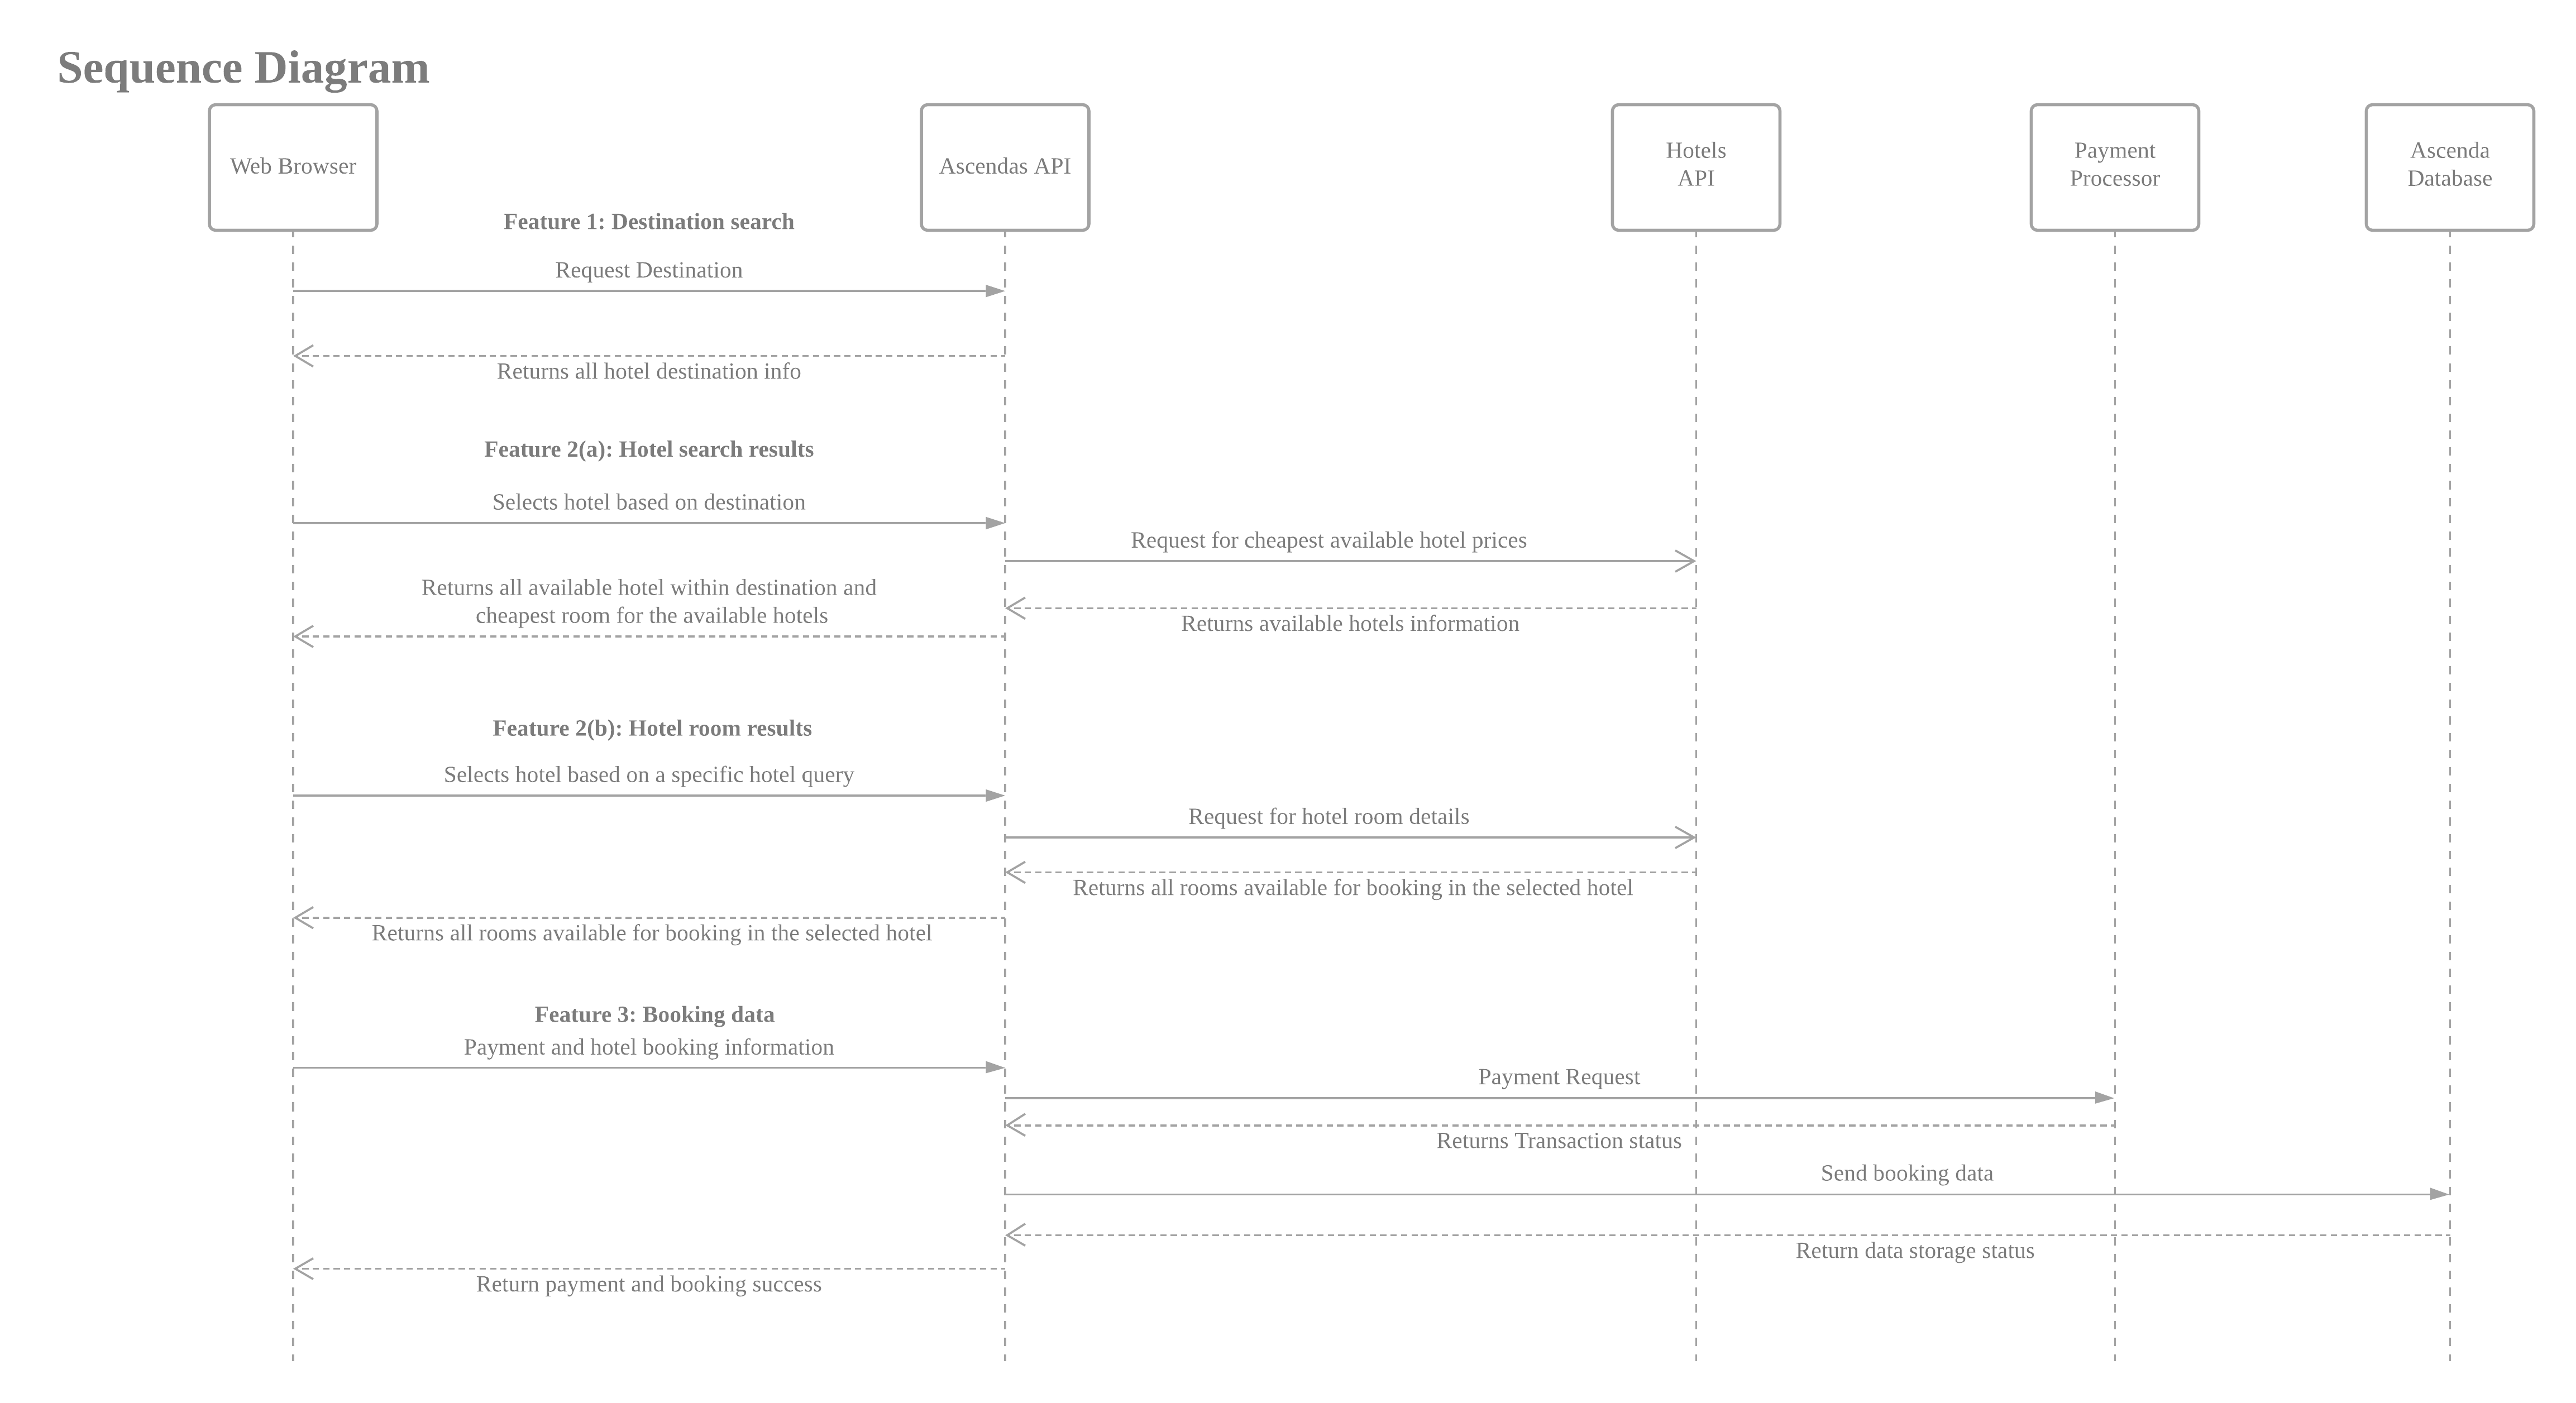 Sequence Diagram
Web Browser
Ascendas API
Hotels
API
Payment
Processor
Ascenda
Database
Feature 1: Destination search
Request Destination
Returns all hotel destination info
Feature 2(a): Hotel search results
Selects hotel based on destination
Request for cheapest available hotel prices
Returns all available hotel within destination and
cheapest room for the available hotels
Returns available hotels information
Feature 2(b): Hotel room results
Selects hotel based on a specific hotel query
Request for hotel room details
Returns all rooms available for booking in the selected hotel
Returns all rooms available for booking in the selected hotel
Feature 3: Booking data
Payment and hotel booking information
Payment Request
Returns Transaction status
Send booking data
Return data storage status
Return payment and booking success